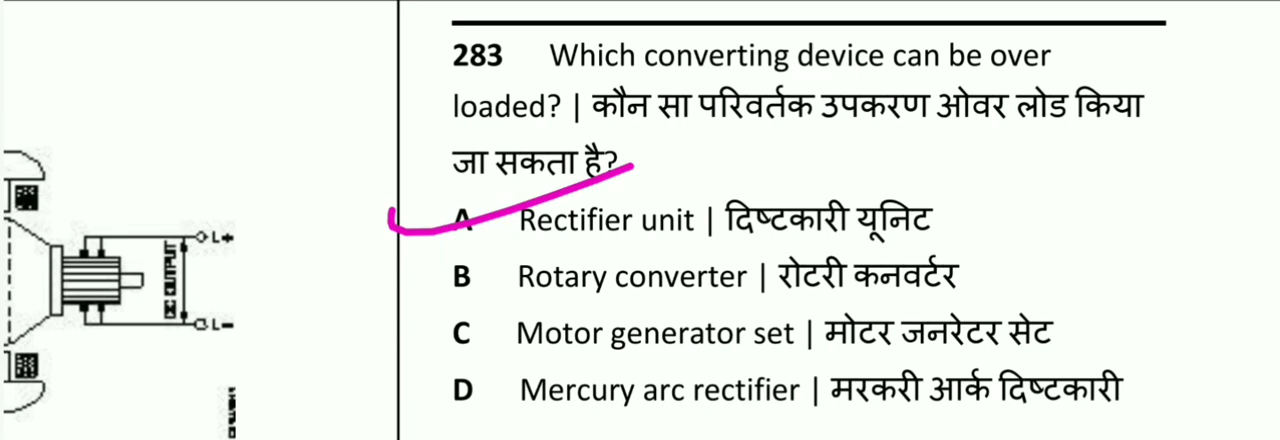 283 Which converting device can be over
loaded? | कौन सा परिवर्तक उपकरण ओवर लोड किया
जा सकता है?
A Rectifier unit | दिष्टकारी यूनिट
B Rotary converter | रोटरी कनवर्टर
C Motor generator set | मोटर जनरेटर सेट
D Mercury arc rectifier | मरकरी आर्क दिष्टकारी
L+
DC OUTPUT
L-